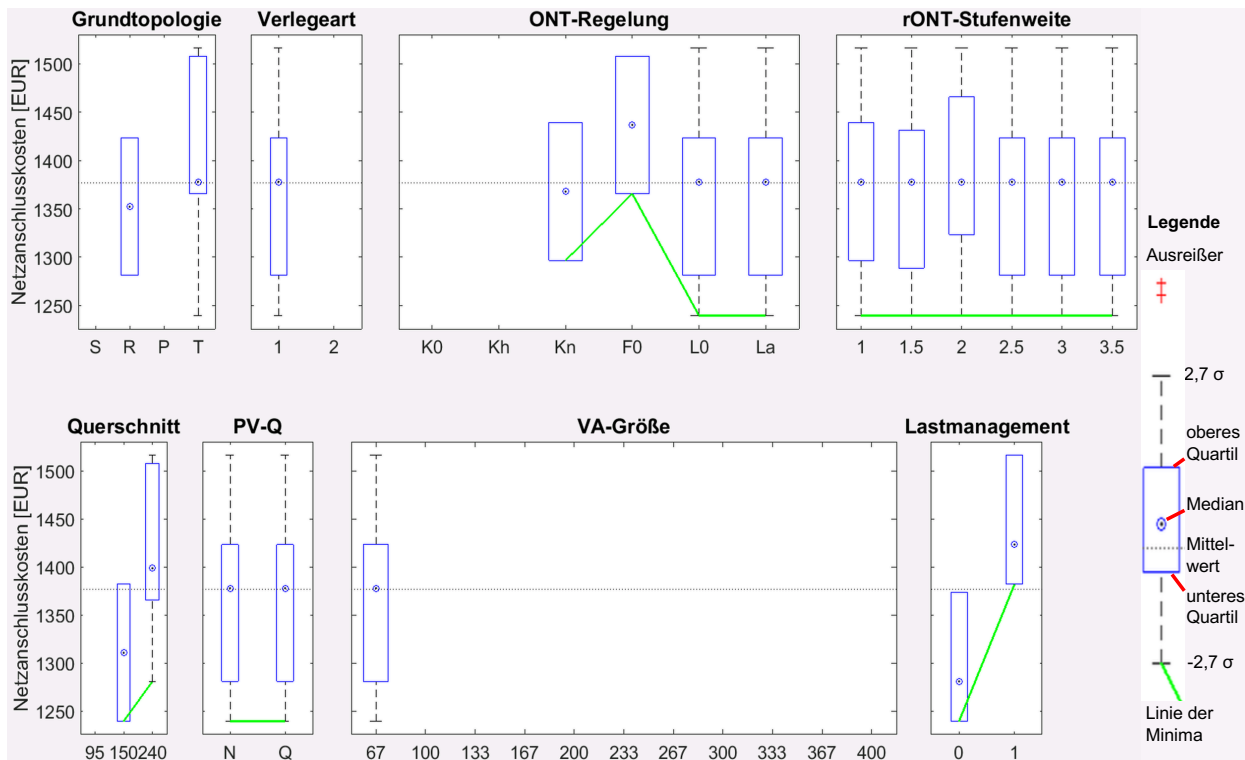 Grundtopologie
Verlegeart
ONT-Regelung
rONT-Stufenweite
Netzanschlusskosten [EUR]
1500
1450
1400
1350
1300
1250
S R P T
1 2
K0 Kh Kn F0 L0 La
1 1.5 2 2.5 3 3.5
Querschnitt
PV-Q
VA-Größe
Lastmanagement
Netzanschlusskosten [EUR]
1500
1450
1400
1350
1300
1250
95 150 240
N Q
67 100 133 167 200 233 267 300 333 367 400
0 1
Legende
Ausreißer
2,7 σ
oberes
Quartil
Median
Mittel-
wert
unteres
Quartil
-2,7 σ
Linie der
Minima